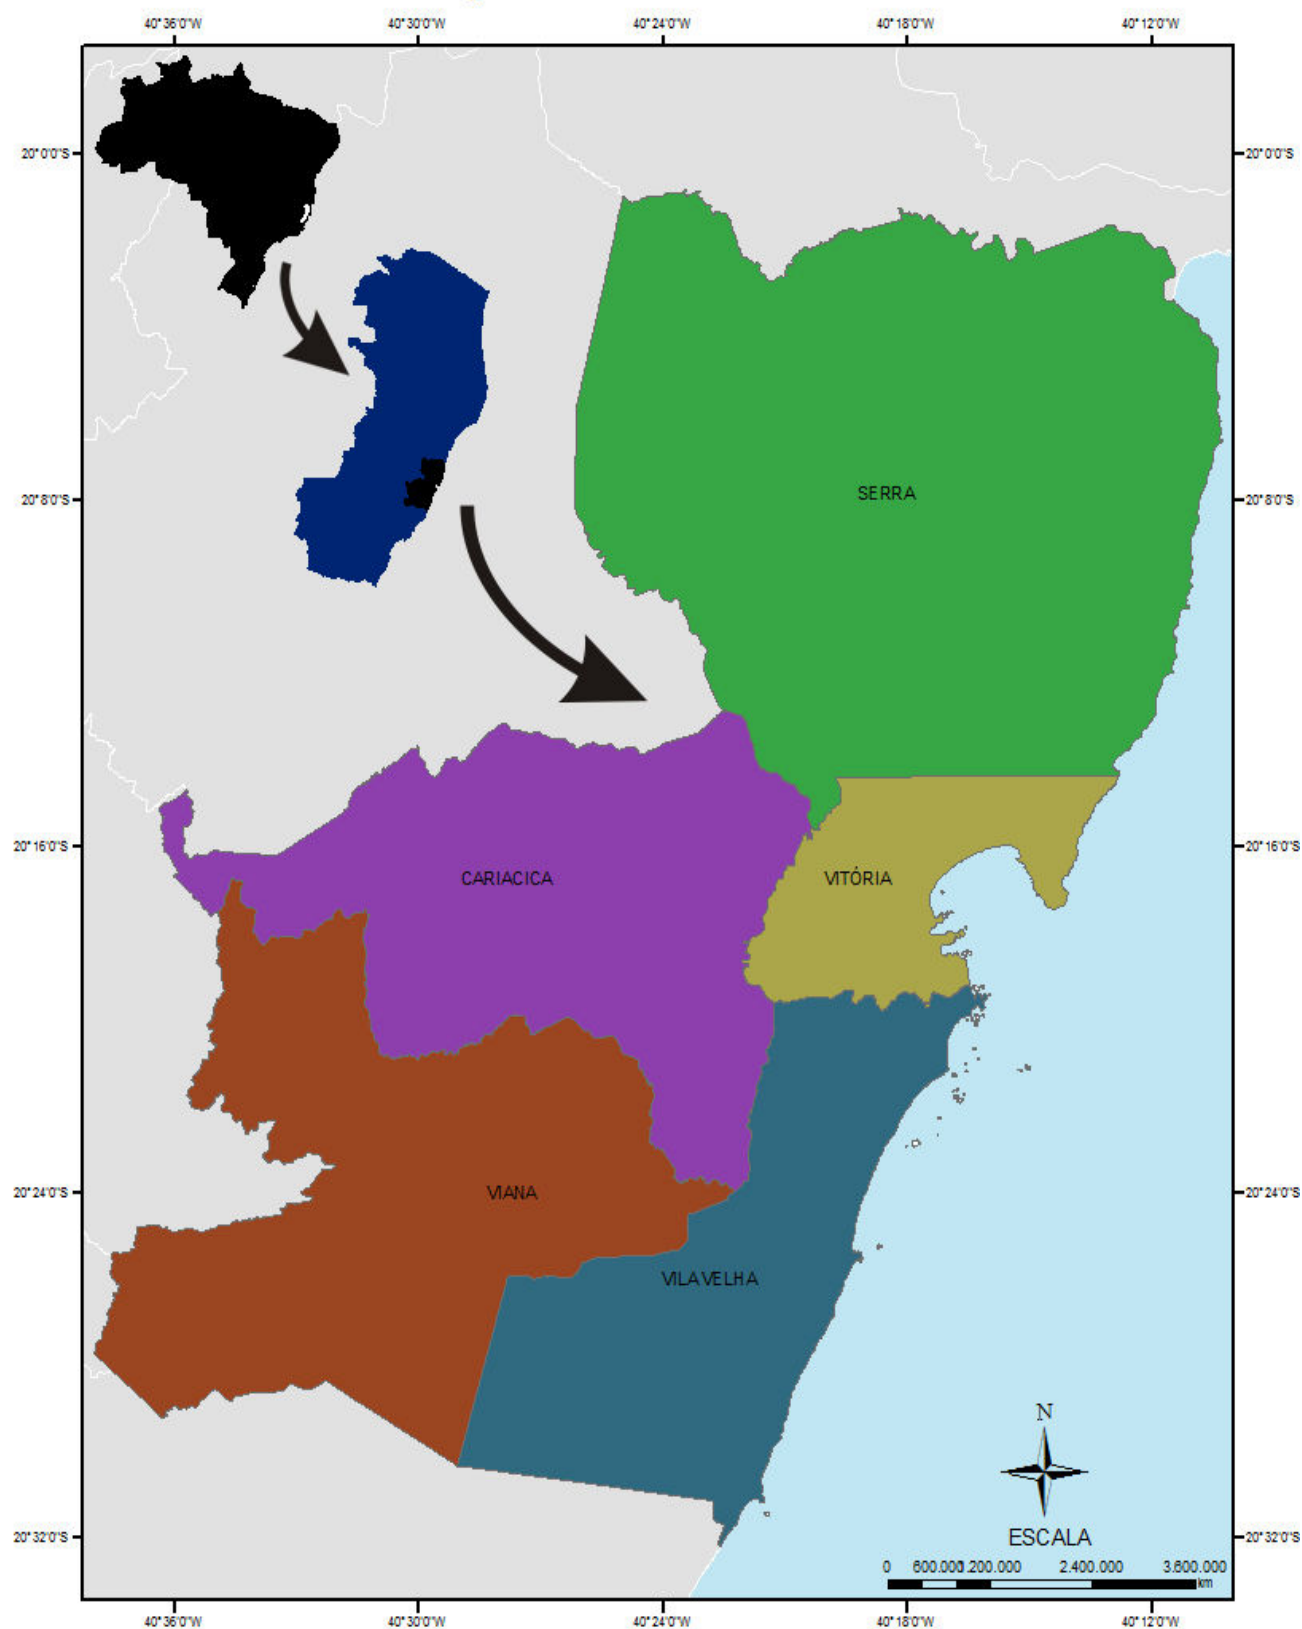 40°36'0"W 40°30'0"W 40°24'0"W 40°18'0"W 40°12'0"W
20°0'0"S 20°0'0"S
20°8'0"S 20°8'0"S
SERRA
20°16'0"S 20°16'0"S
CARIACICA
VITÓRIA
20°24'0"S 20°24'0"S
VIANA
VILA VELHA
N
20°32'0"S 20°32'0"S
ESCALA
0 600.000 1.200.000 2.400.000 3.600.000
km
40°36'0"W 40°30'0"W 40°24'0"W 40°18'0"W 40°12'0"W